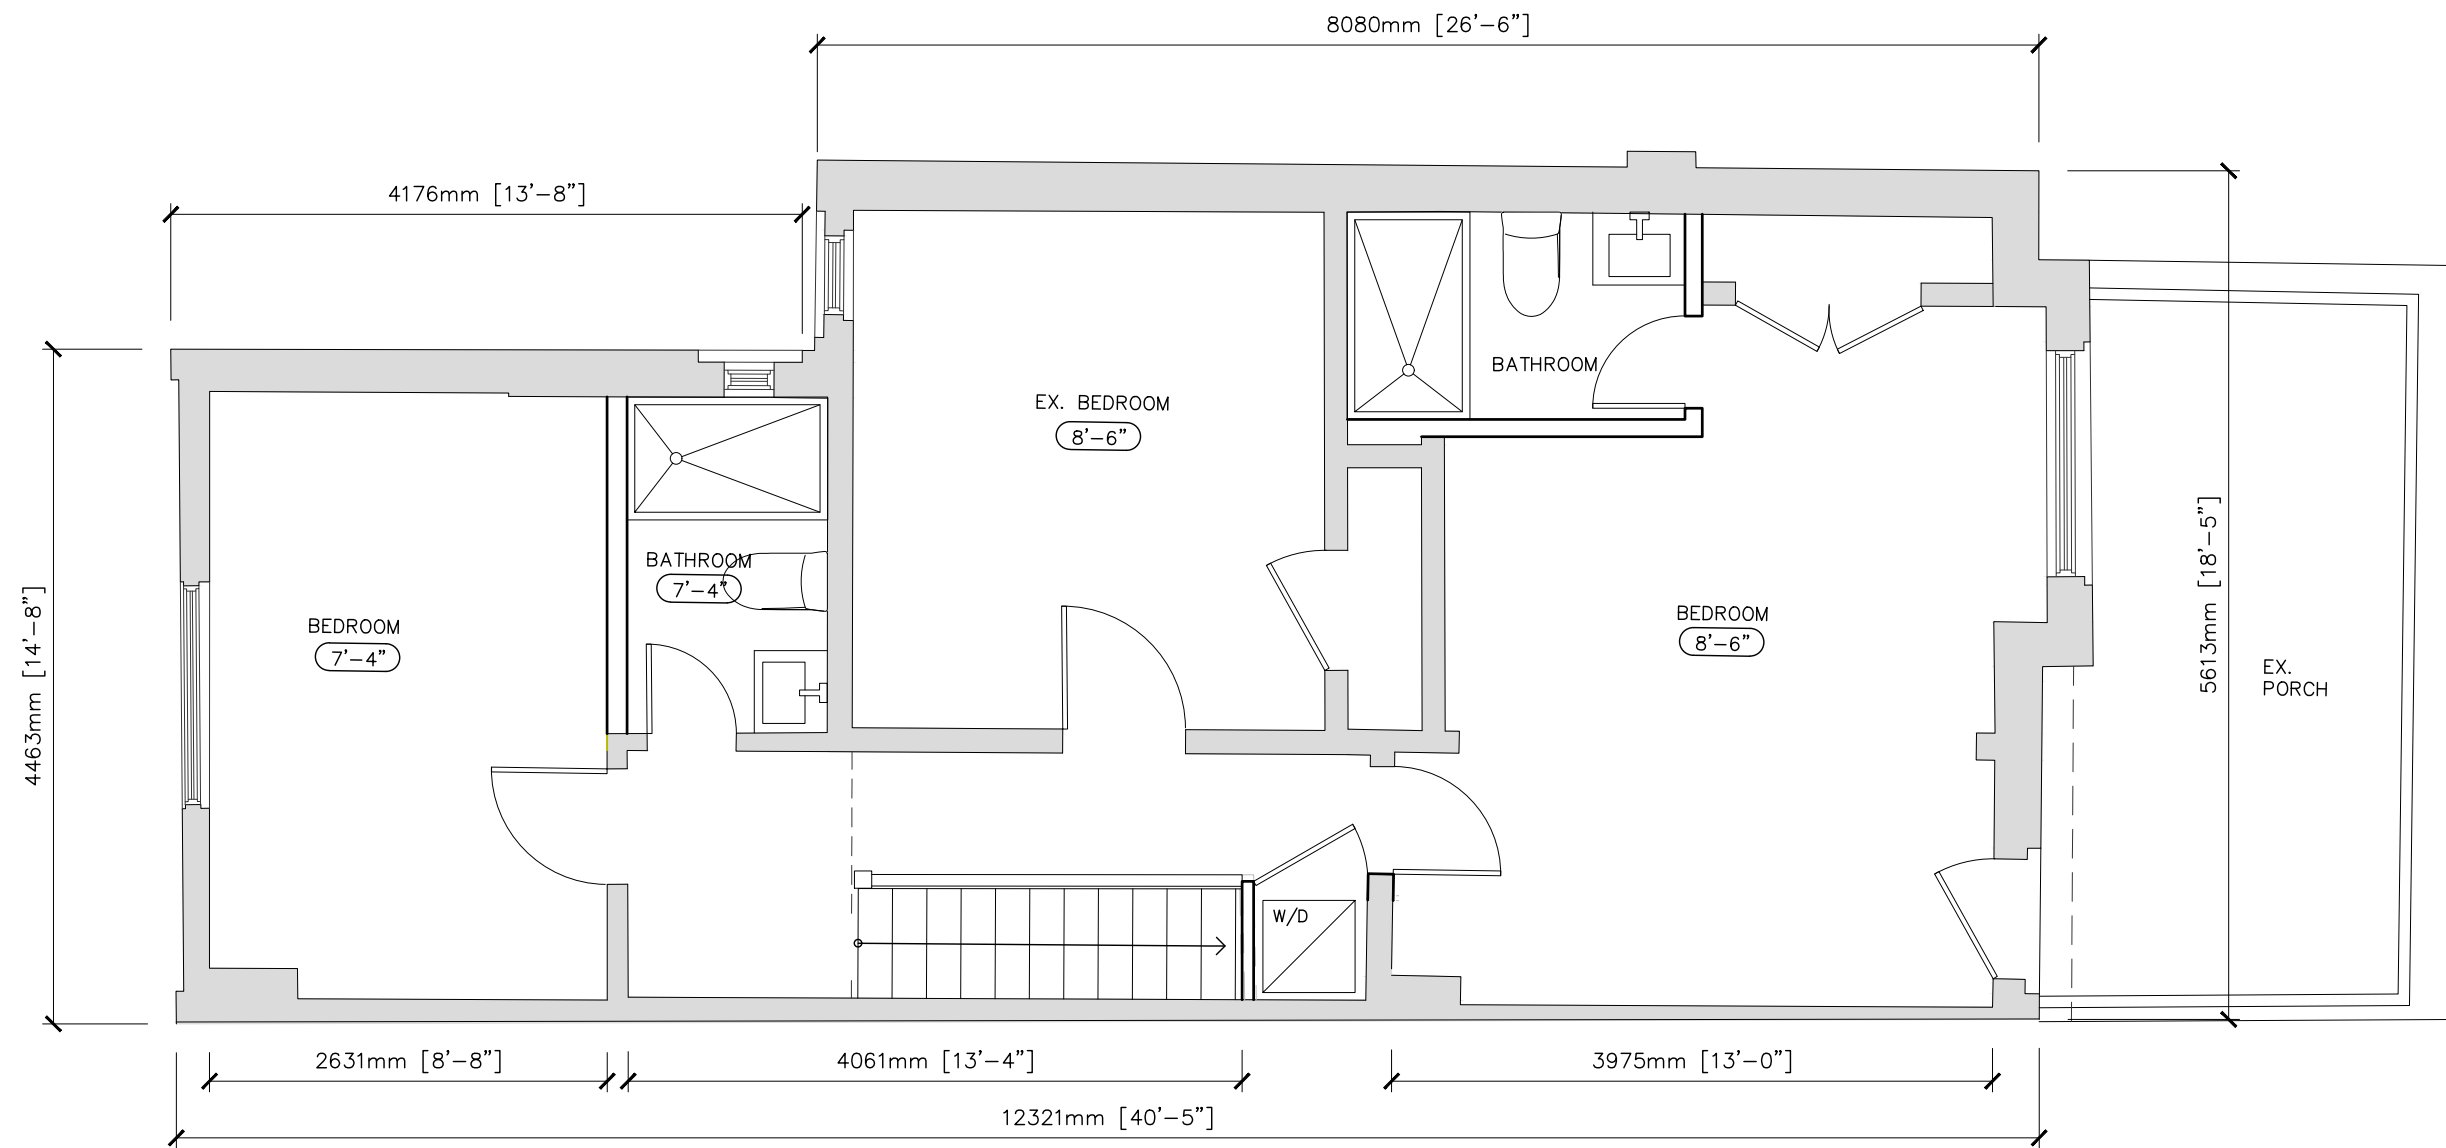 8080mm [26'-6"]
4176mm [13'-8"]
BATHROOM
EX. BEDROOM
8'-6"
BATHROOM
7'-4"
BEDROOM
7'-4"
BEDROOM
8'-6"
4463mm [14'-8"]
5613mm [18'-5"]
EX.
PORCH
W/D
2631mm [8'-8"]
4061mm [13'-4"]
3975mm [13'-0"]
12321mm [40'-5"]